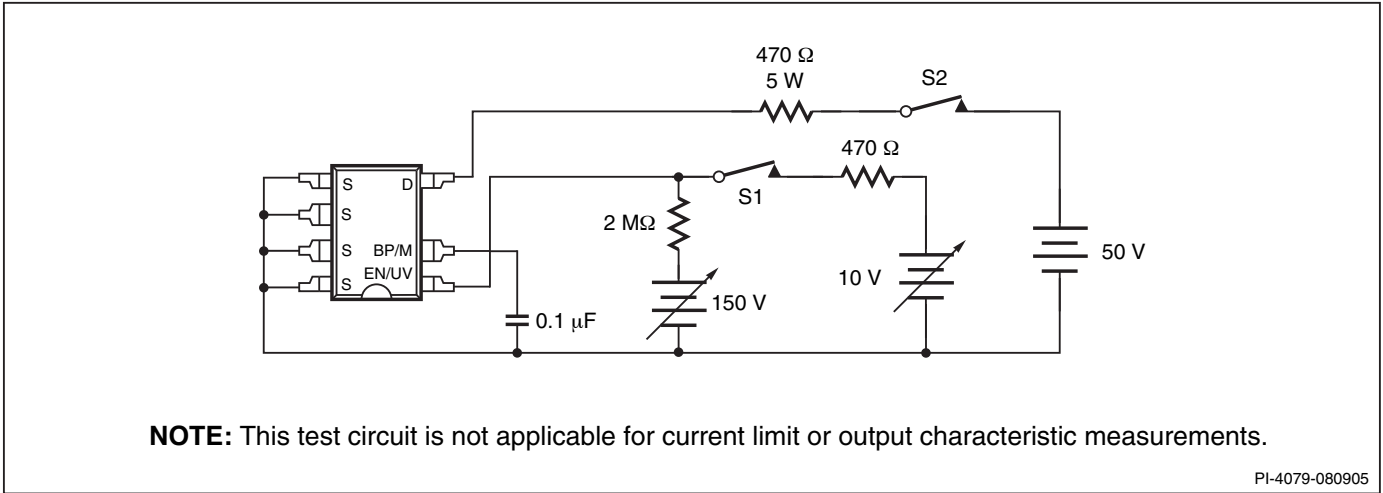 470 Ω
5 W
S2
470 Ω
S D
S1
S
2 MΩ
S BP/M
50 V
EN/UV
S
10 V
150 V
0.1 µF
NOTE: This test circuit is not applicable for current limit or output characteristic measurements.
PI-4079-080905